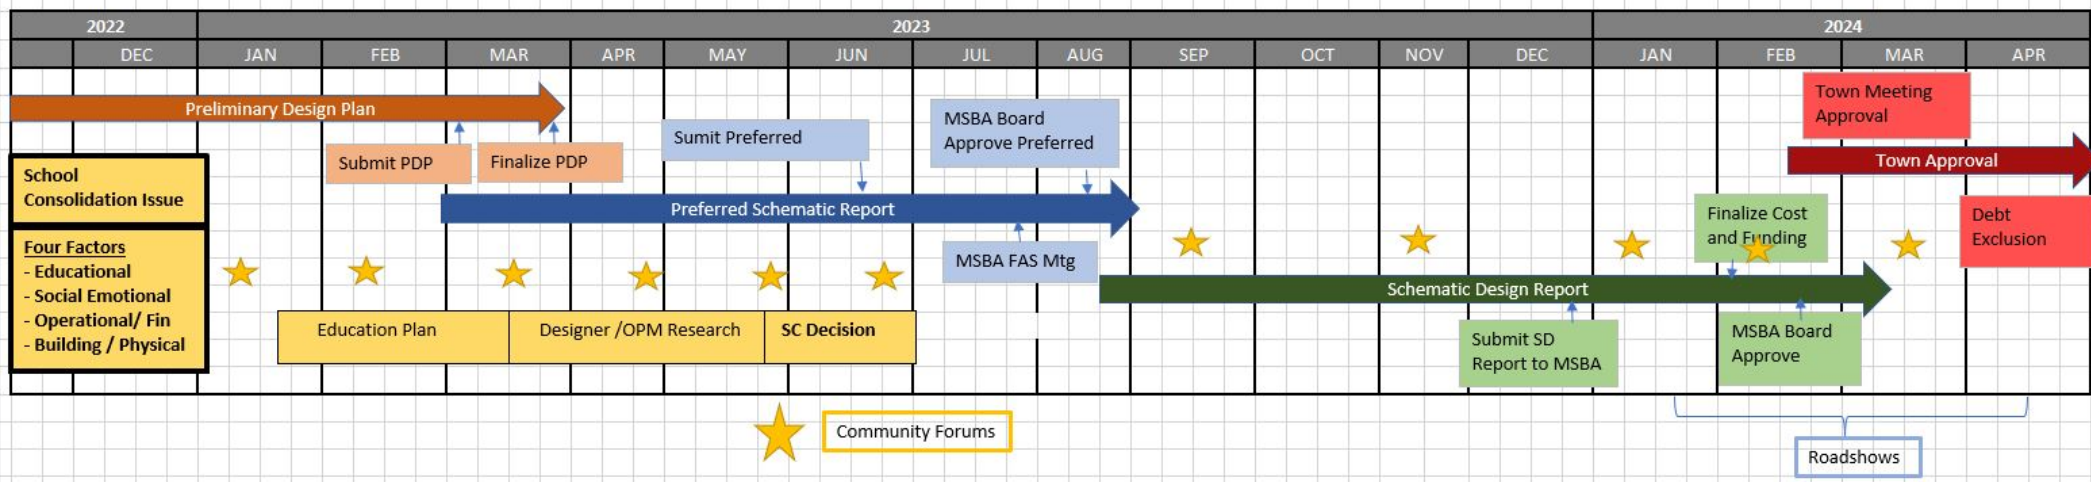 2022 2023 2024
DEC JAN FEB MAR APR MAY JUN JUL AUG SEP OCT NOV DEC JAN FEB MAR APR
Preliminary Design Plan
Submit PDP
Finalize PDP
Sumit Preferred
MSBA Board
Approve Preferred
Town Meeting
Approval
Town Approval
School
Consolidation Issue
Preferred Schematic Report
Finalize Cost
and Funding
Debt
Exclusion
Four Factors
- Educational
- Social Emotional
- Operational/ Fin
- Building / Physical
MSBA FAS Mtg
Schematic Design Report
Education Plan
Designer /OPM Research
SC Decision
Submit SD
Report to MSBA
MSBA Board
Approve
Community Forums
Roadshows